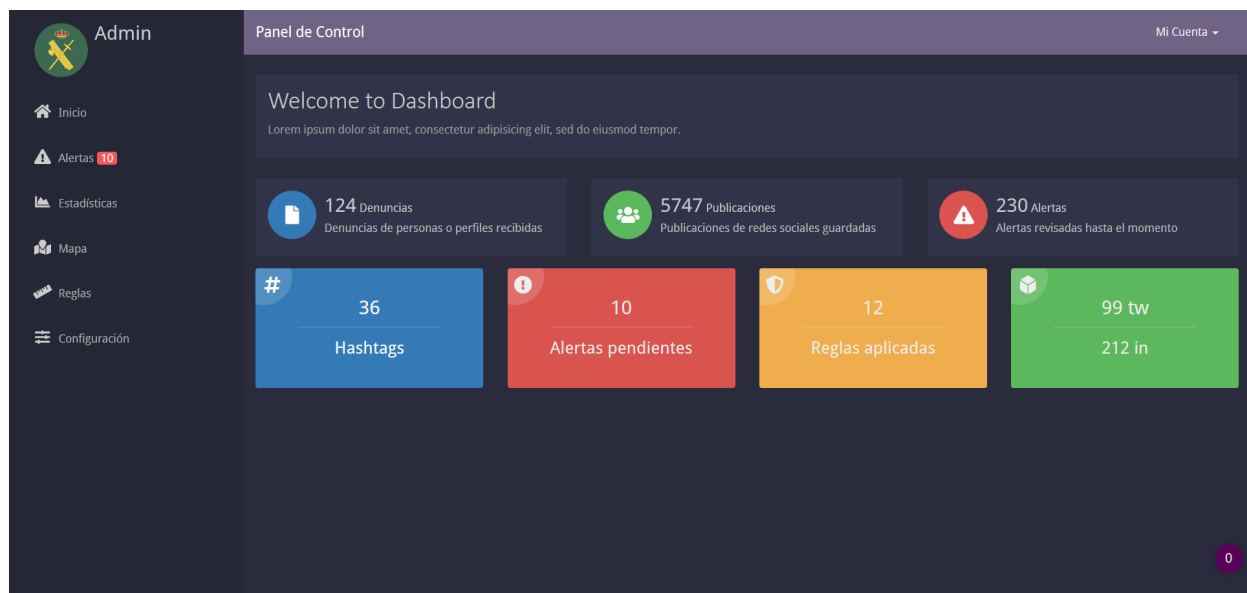 Admin
Panel de Control
Mi Cuenta
Inicio
Alertas 10
Estadísticas
Mapa
Reglas
Configuración
Welcome to Dashboard
Lorem ipsum dolor sit amet, consectetur adipisicing elit, sed do eiusmod tempor.
124 Denuncias
Denuncias de personas o perfiles recibidas
5747 Publicaciones
Publicaciones de redes sociales guardadas
230 Alertas
Alertas revisadas hasta el momento
#
36
Hashtags
10
Alertas pendientes
12
Reglas aplicadas
99 tw
212 in
0